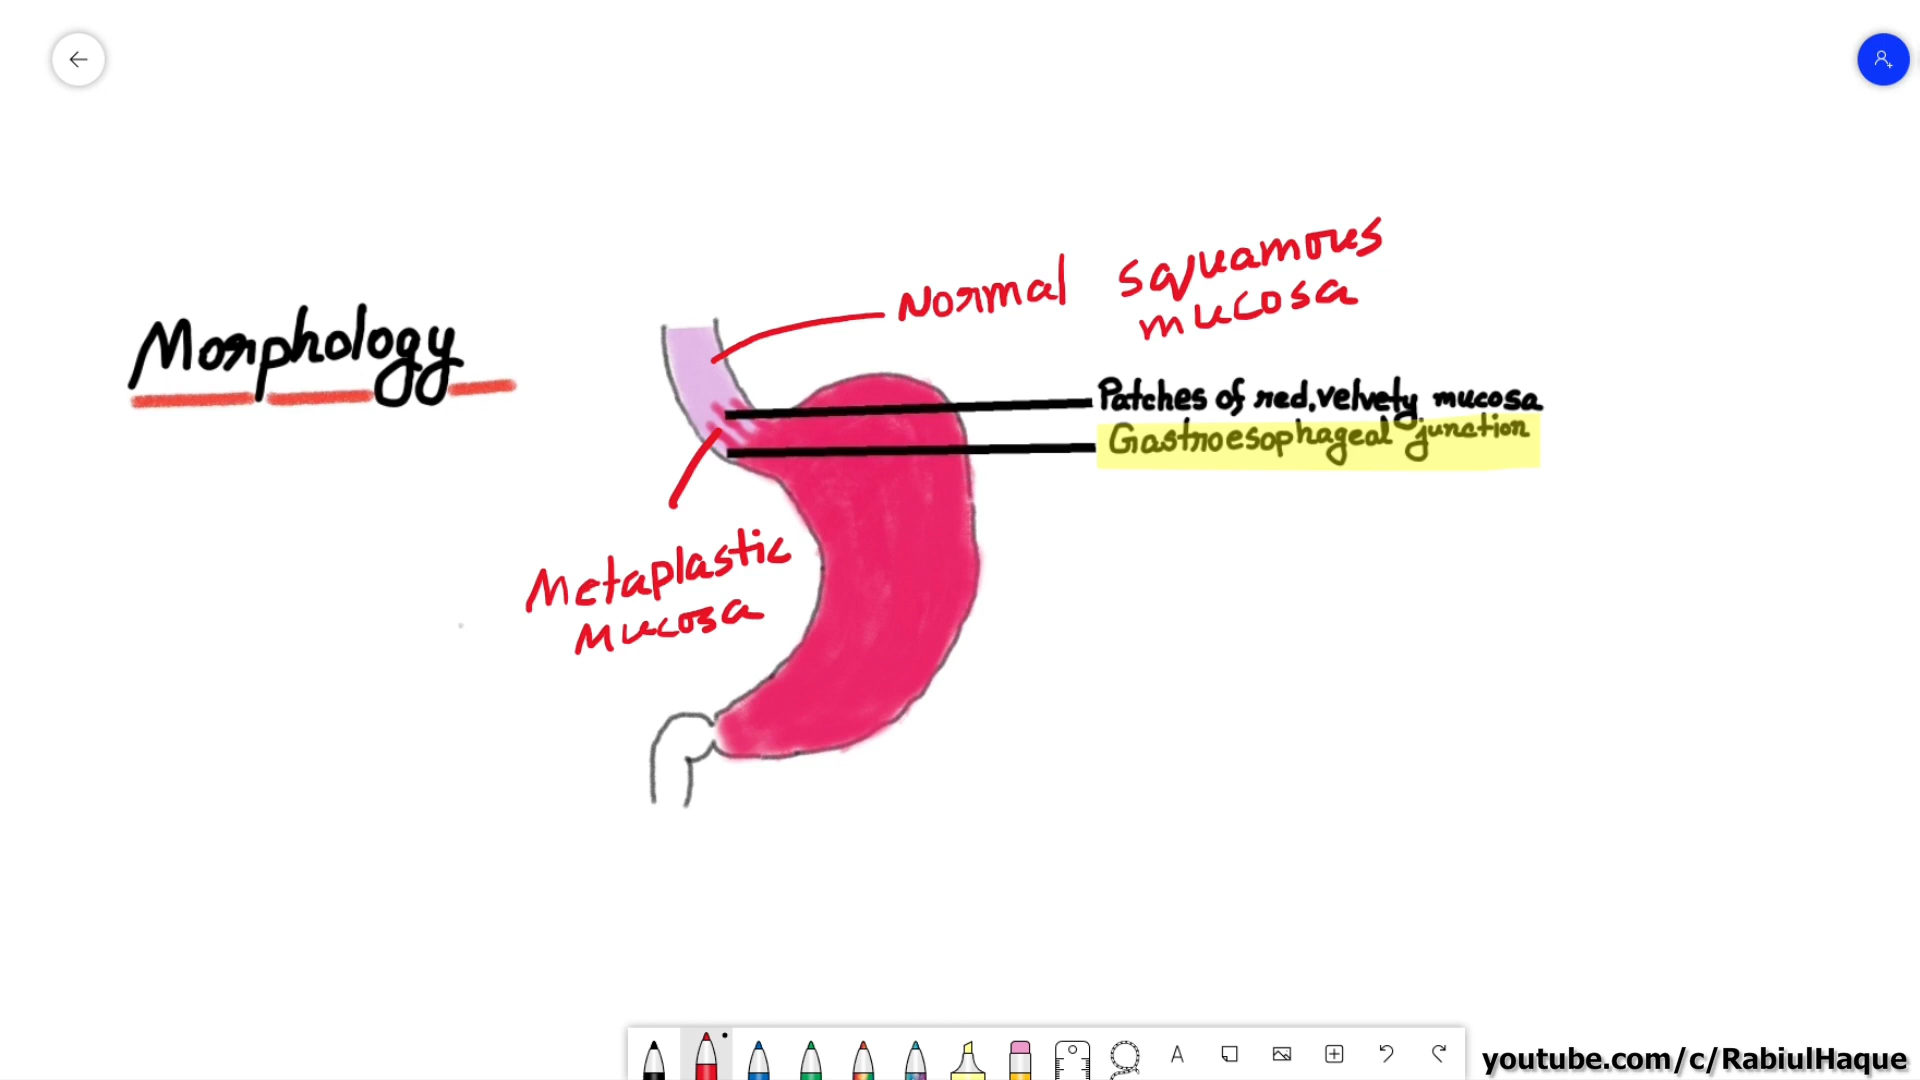 Morphology
Normal Squamous
mucosa
Patches of red, velvety mucosa
Gastroesophageal junction
Metaplastic
Mucosa
A
youtube.com/c/RabiulHaque